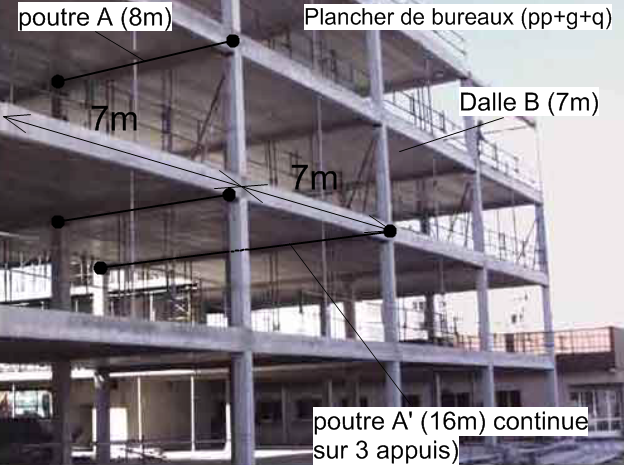 poutre A (8m)
Plancher de bureaux (pp+g+q)
7m
Dalle B (7m)
7m
poutre A' (16m) continue
sur 3 appuis)